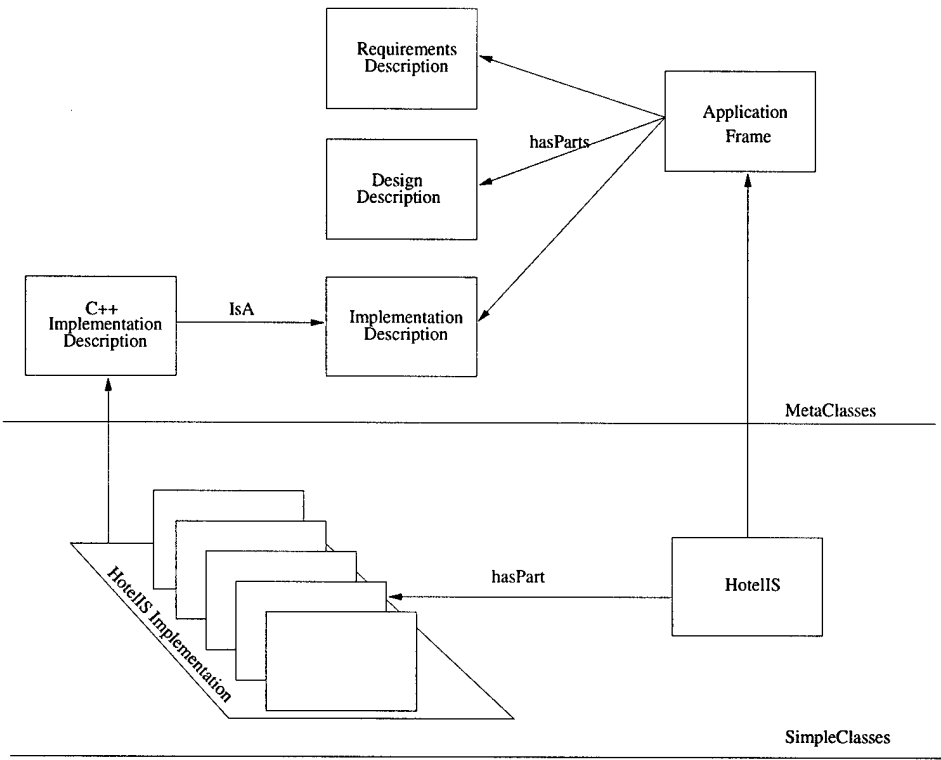 Requirements
Description
Application
Frame
hasParts
Design
Description
C++
Implementation
Description
IsA
Implementation
Description
MetaClasses
HotelIS Implementation
hasPart
HotelIS
SimpleClasses